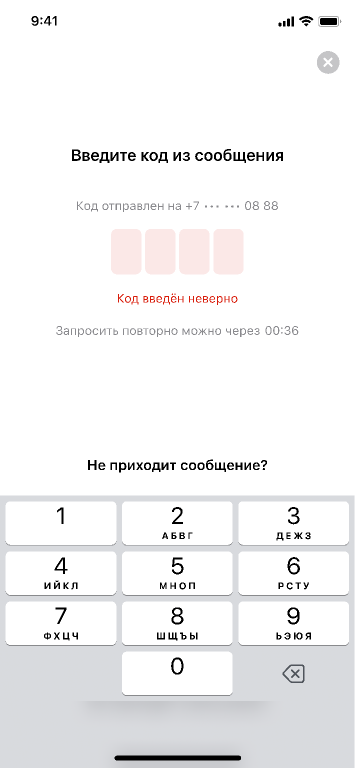 9:41
Введите код из сообщения
Код отправлен на +7 ••• ••• 08 88
Код введён неверно
Запросить повторно можно через 00:36
Не приходит сообщение?
1 2 3
АБВГ ДЕЖЗ
4 5 6
ИЙКЛ МНОП РСТУ
7 8 9
ФХЦЧ ШЩЪЫ ЬЭЮЯ
0